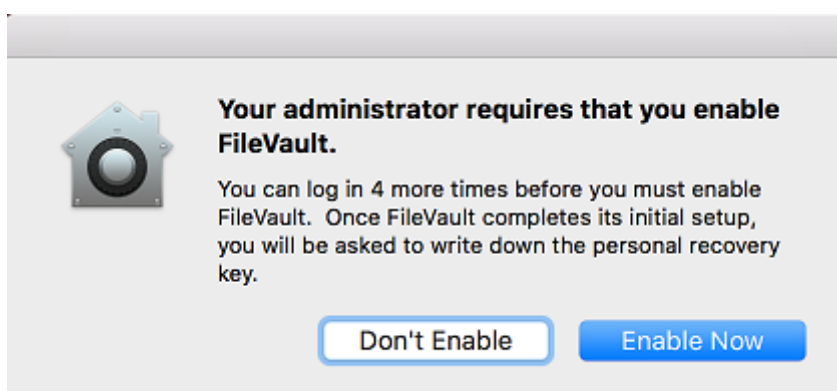 Your administrator requires that you enable
FileVault.
You can log in 4 more times before you must enable
FileVault.  Once FileVault completes its initial setup,
you will be asked to write down the personal recovery
key.
Don't Enable
Enable Now